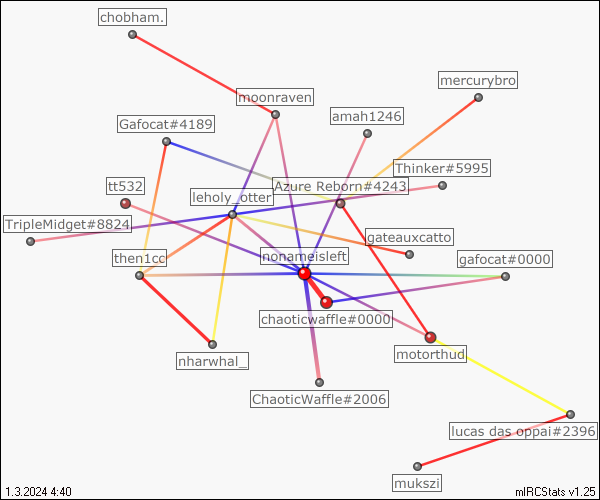 chobham.
mercurybro
moonraven
amah1246
Gafocat#4189
Thinker#5995
tt532
Azure Reborn#4243
leholy_otter
TripleMidget#8824
gateauxcatto
then1cc
nonameisleft
gafocat#0000
chaoticwaffle#0000
nharwhal_
motorthud
ChaoticWaffle#2006
lucas das oppai#2396
mukszi
1.3.2024 4:40
mIRCStats v1.25